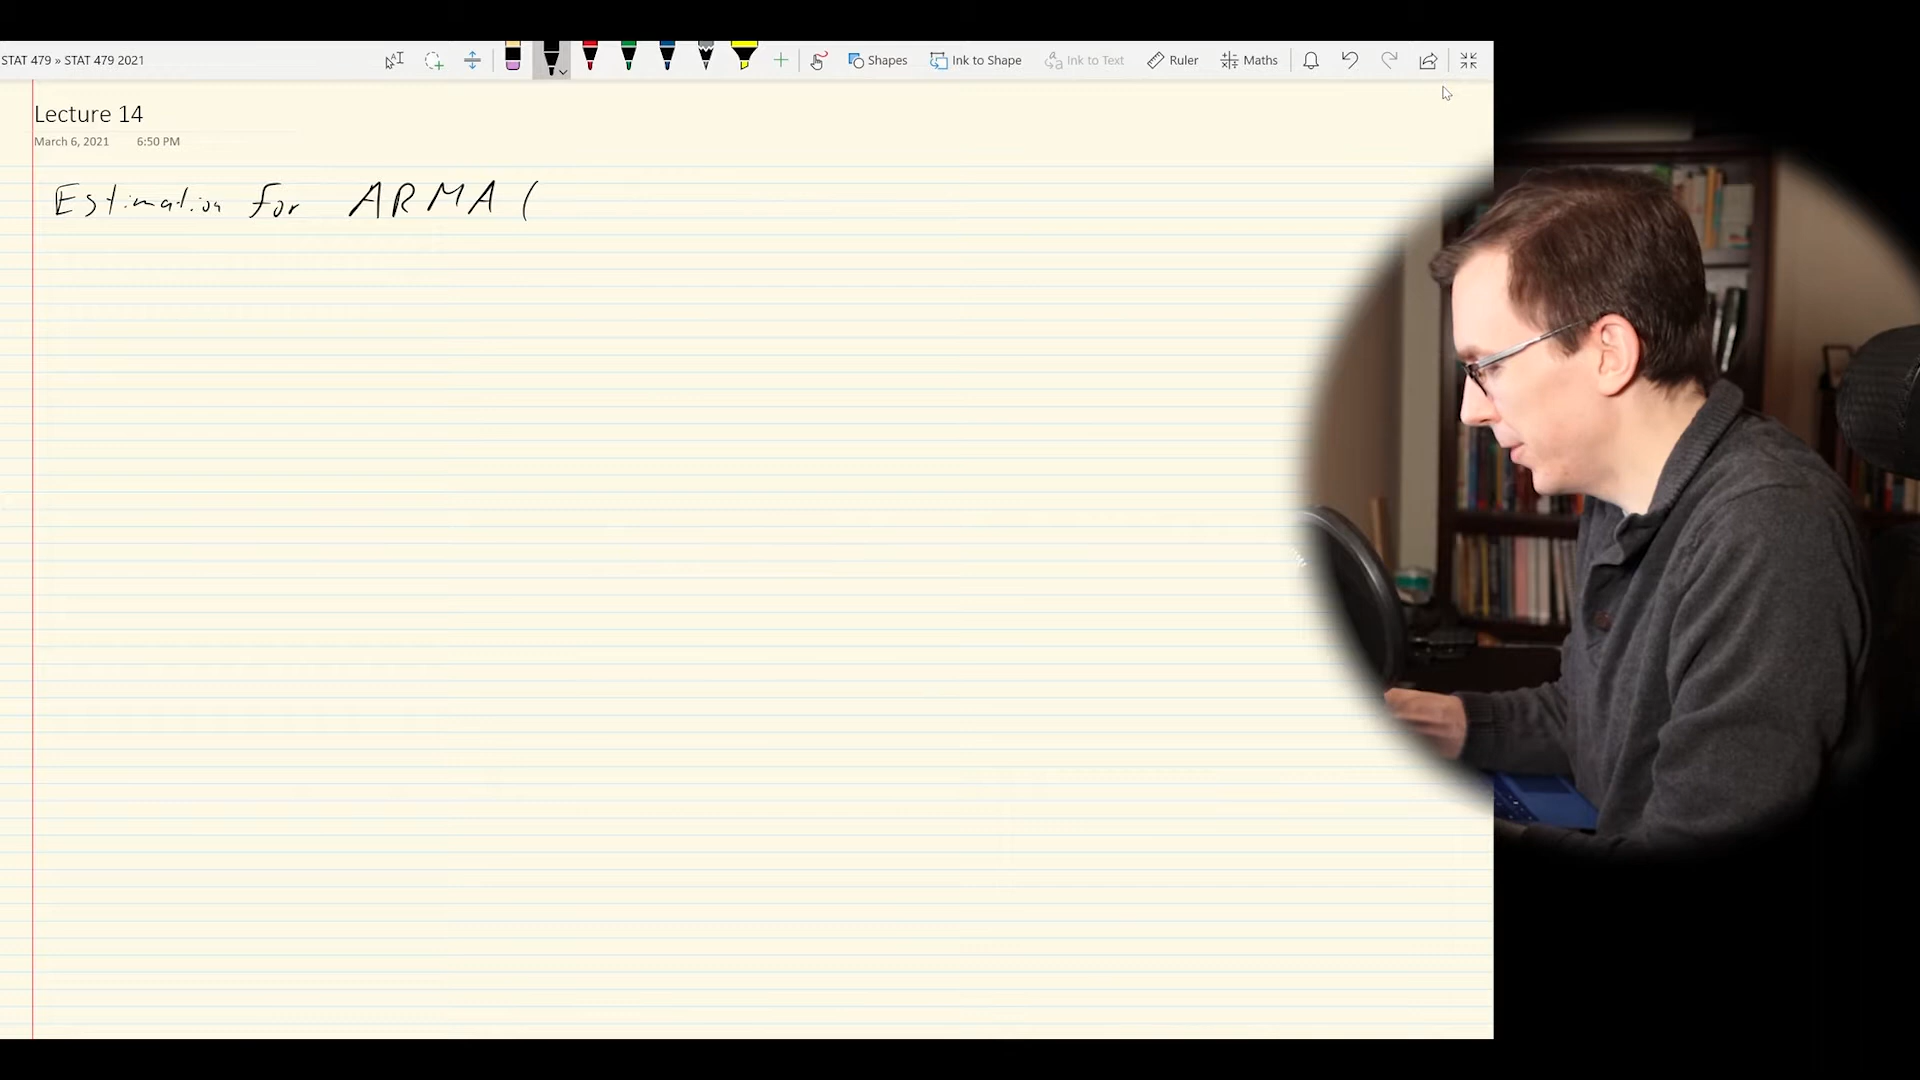 STAT 479 » STAT 479 2021
Shapes
Ink to Shape
Ink to Text
Ruler
Maths
Lecture 14
March 6, 2021 6:50 PM
Estimation for ARMA (